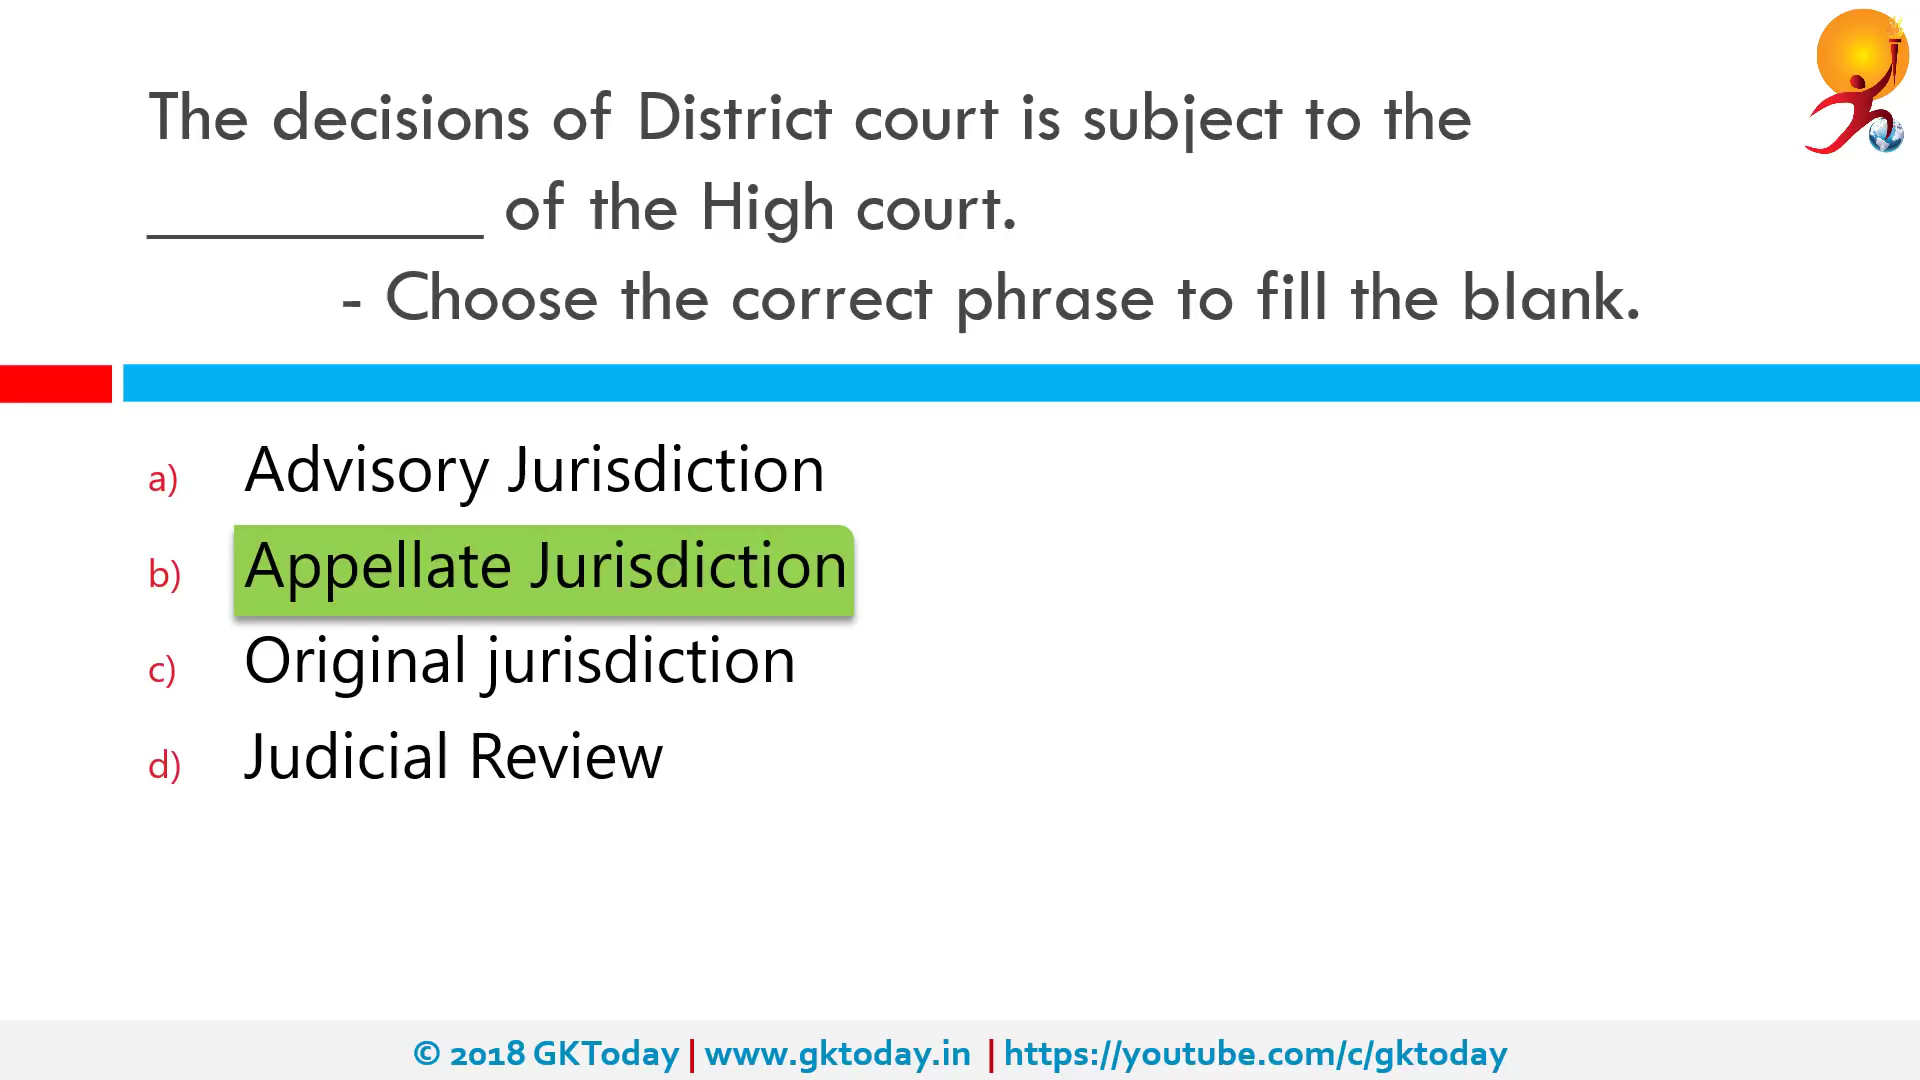 The decisions of District court is subject to the
__________ of the High court.
- Choose the correct phrase to fill the blank.
a) Advisory Jurisdiction
b) Appellate Jurisdiction
c) Original jurisdiction
d) Judicial Review
© 2018 GKToday | www.gktoday.in | https://youtube.com/c/gktoday